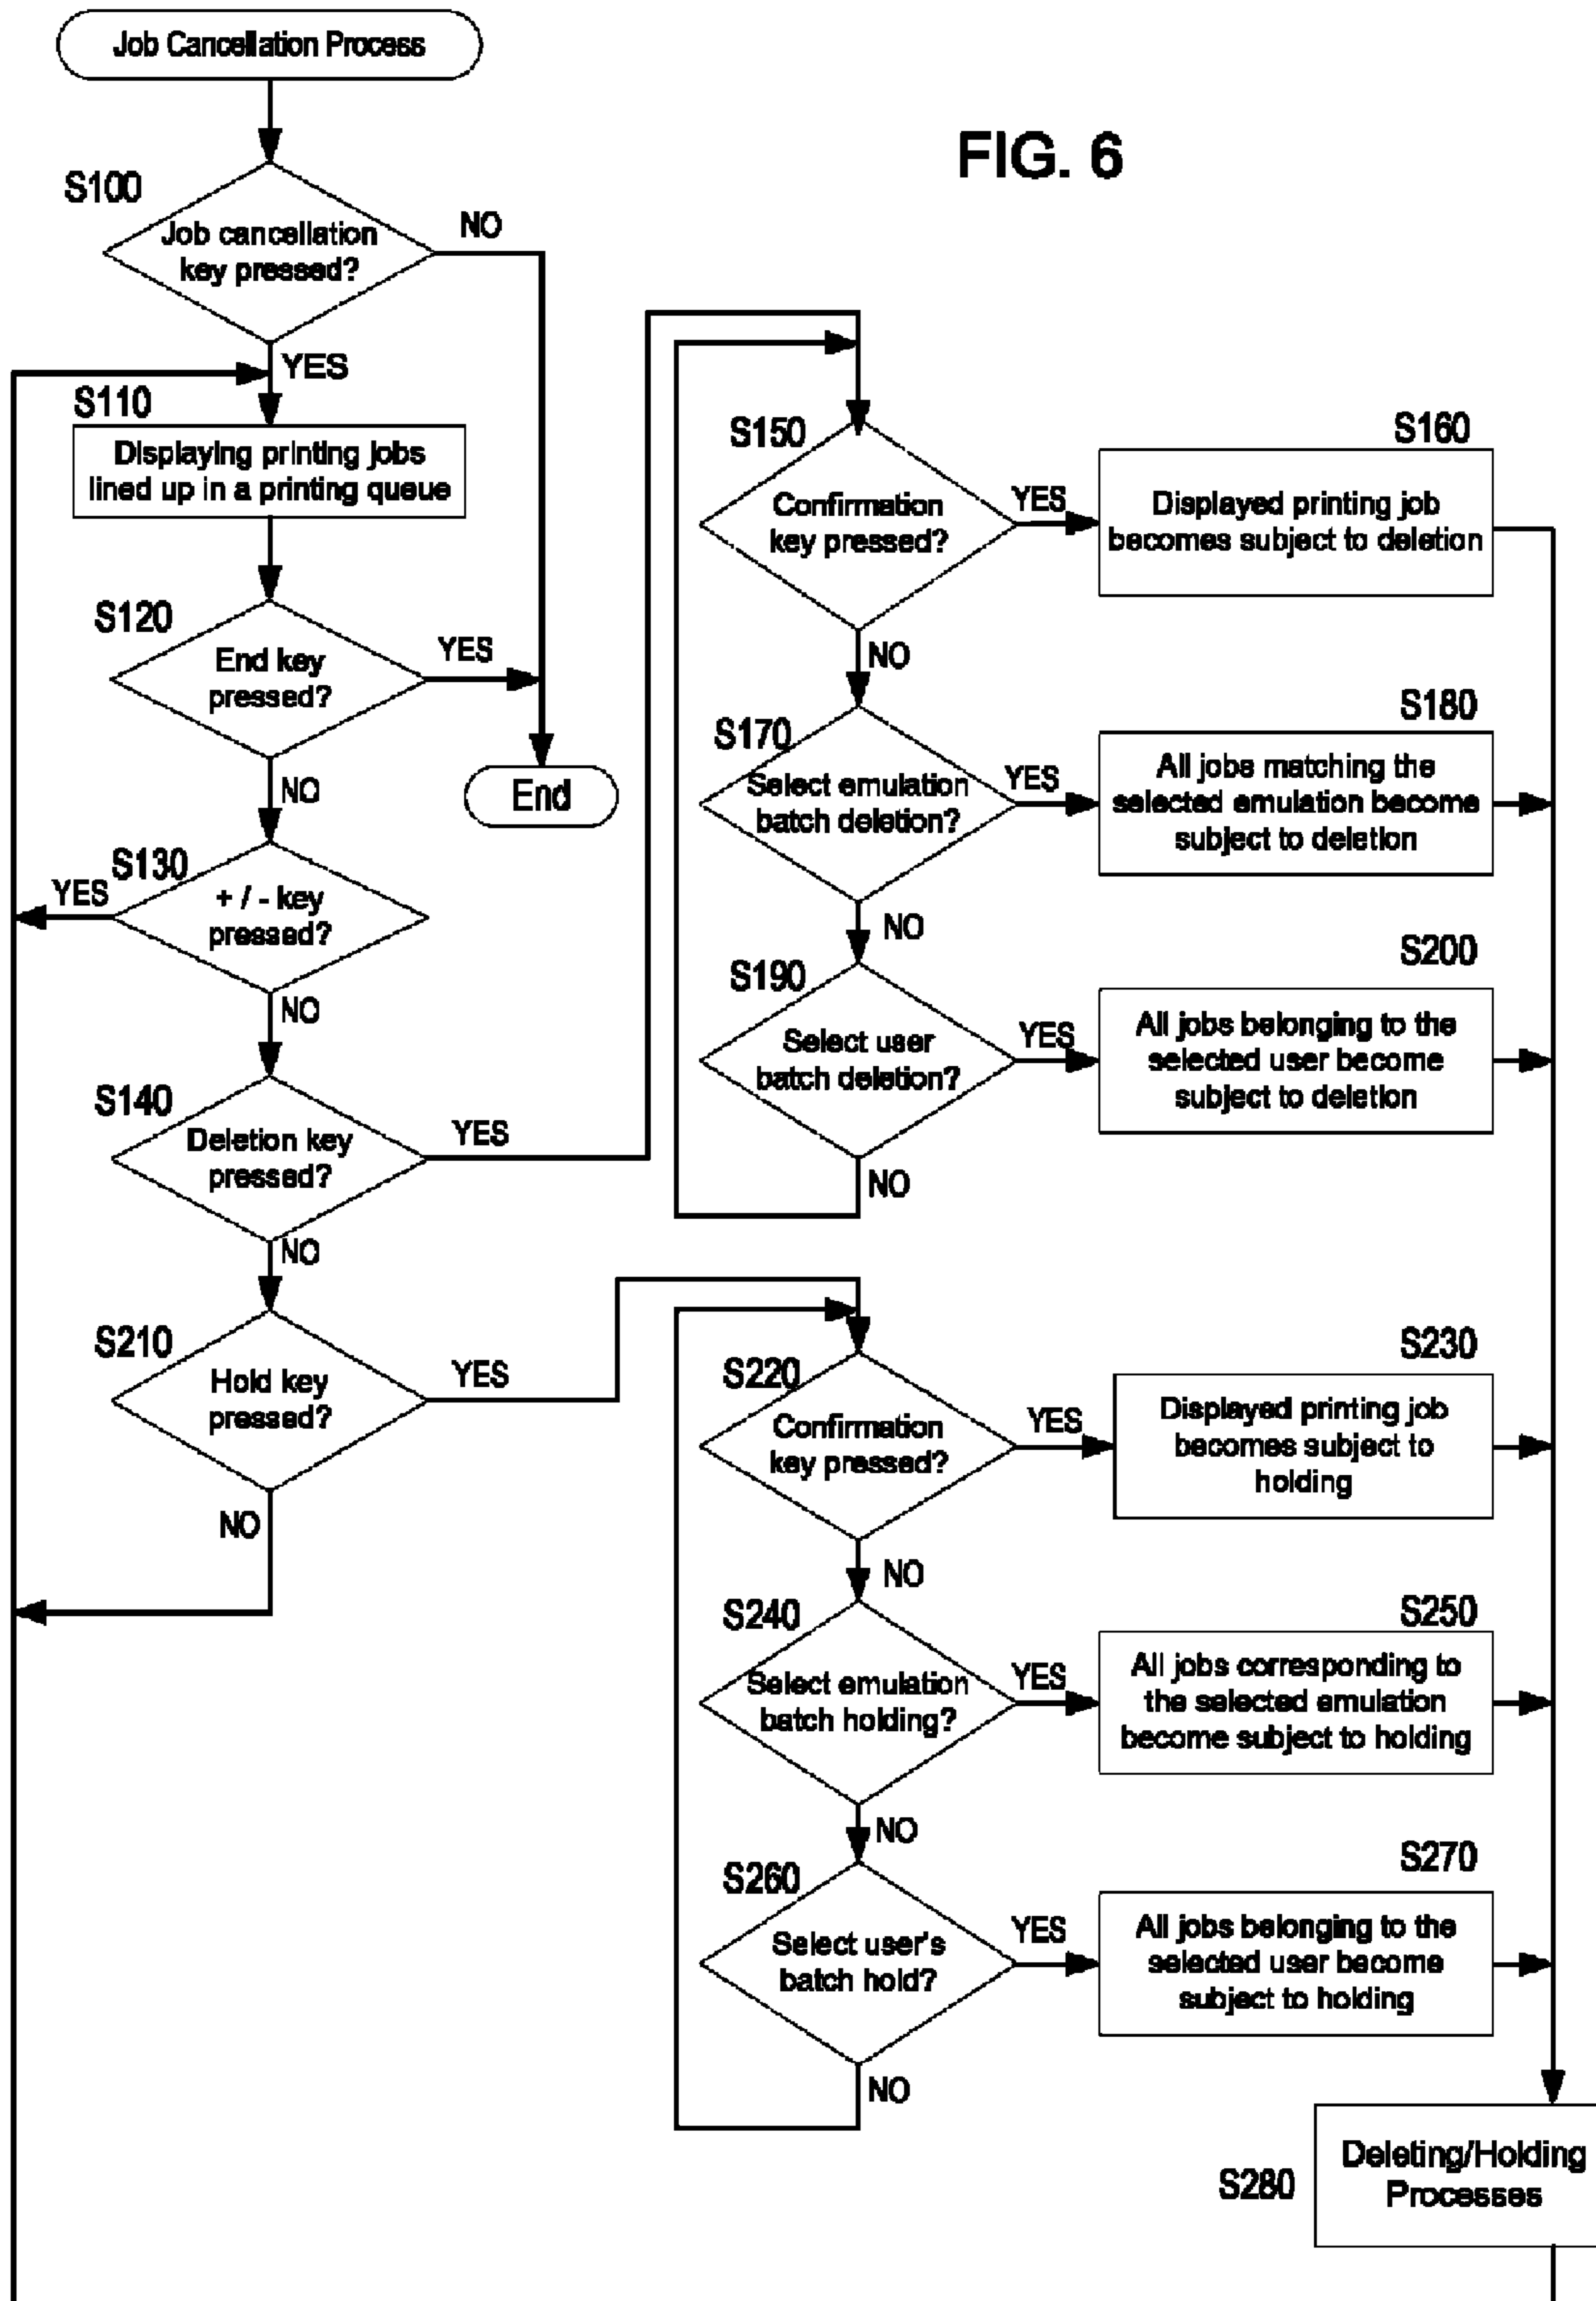 Job Cancellation Process
FIG. 6
S100
Job cancellation
key pressed?
NO
YES
S110
Displaying printing jobs
lined up in a printing queue
S120
End key
pressed?
YES
NO
End
S130
+ / - key
pressed?
YES
NO
S140
Deletion key
pressed?
YES
NO
S210
Hold key
pressed?
YES
NO
S150
Confirmation
key pressed?
YES
NO
S160
Displayed printing job
becomes subject to deletion
S170
Select emulation
batch deletion?
YES
NO
S180
All jobs matching the
selected emulation become
subject to deletion
S190
Select user
batch deletion?
YES
NO
S200
All jobs belonging to the
selected user become
subject to deletion
S220
Confirmation
key pressed?
YES
NO
S230
Displayed printing job
becomes subject to
holding
S240
Select emulation
batch holding?
YES
NO
S250
All jobs corresponding to
the selected emulation
become subject to holding
S260
Select user's
batch hold?
YES
NO
S270
All jobs belonging to the
selected user become
subject to holding
S280
Deleting/Holding
Processes